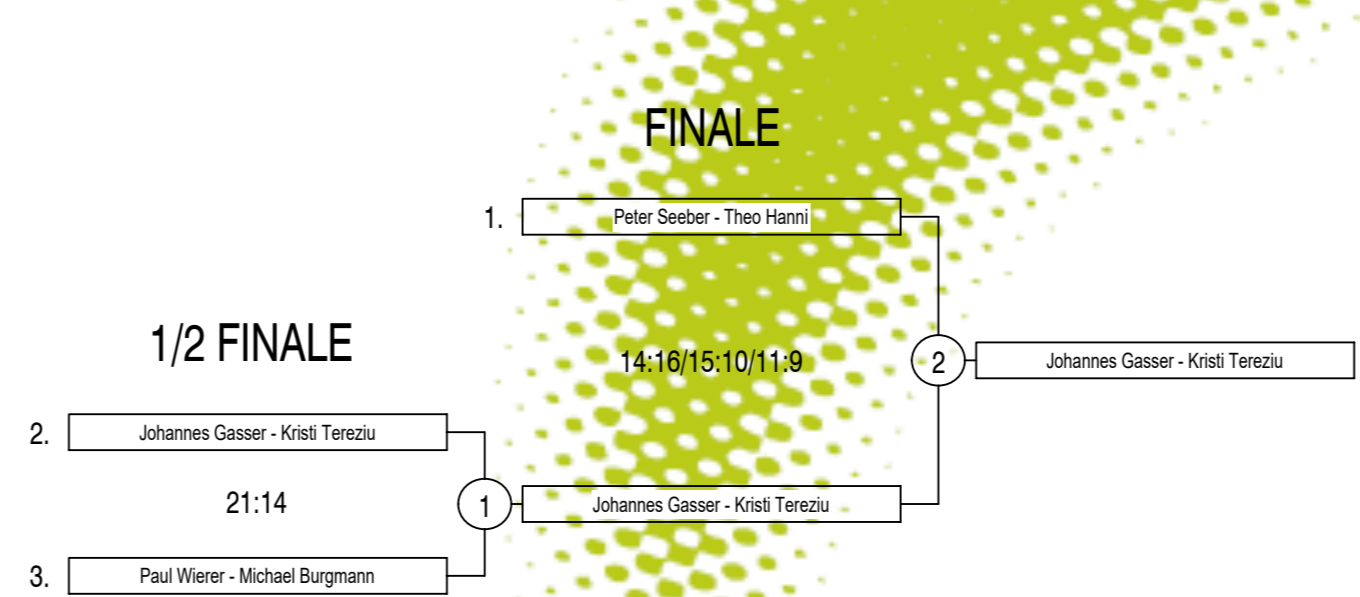 FINALE
1. Peter Seeber - Theo Hanni
1/2 FINALE
14:16/15:10/11:9
2
Johannes Gasser - Kristi Tereziu
2. Johannes Gasser - Kristi Tereziu
21:14
1
Johannes Gasser - Kristi Tereziu
3. Paul Wierer - Michael Burgmann